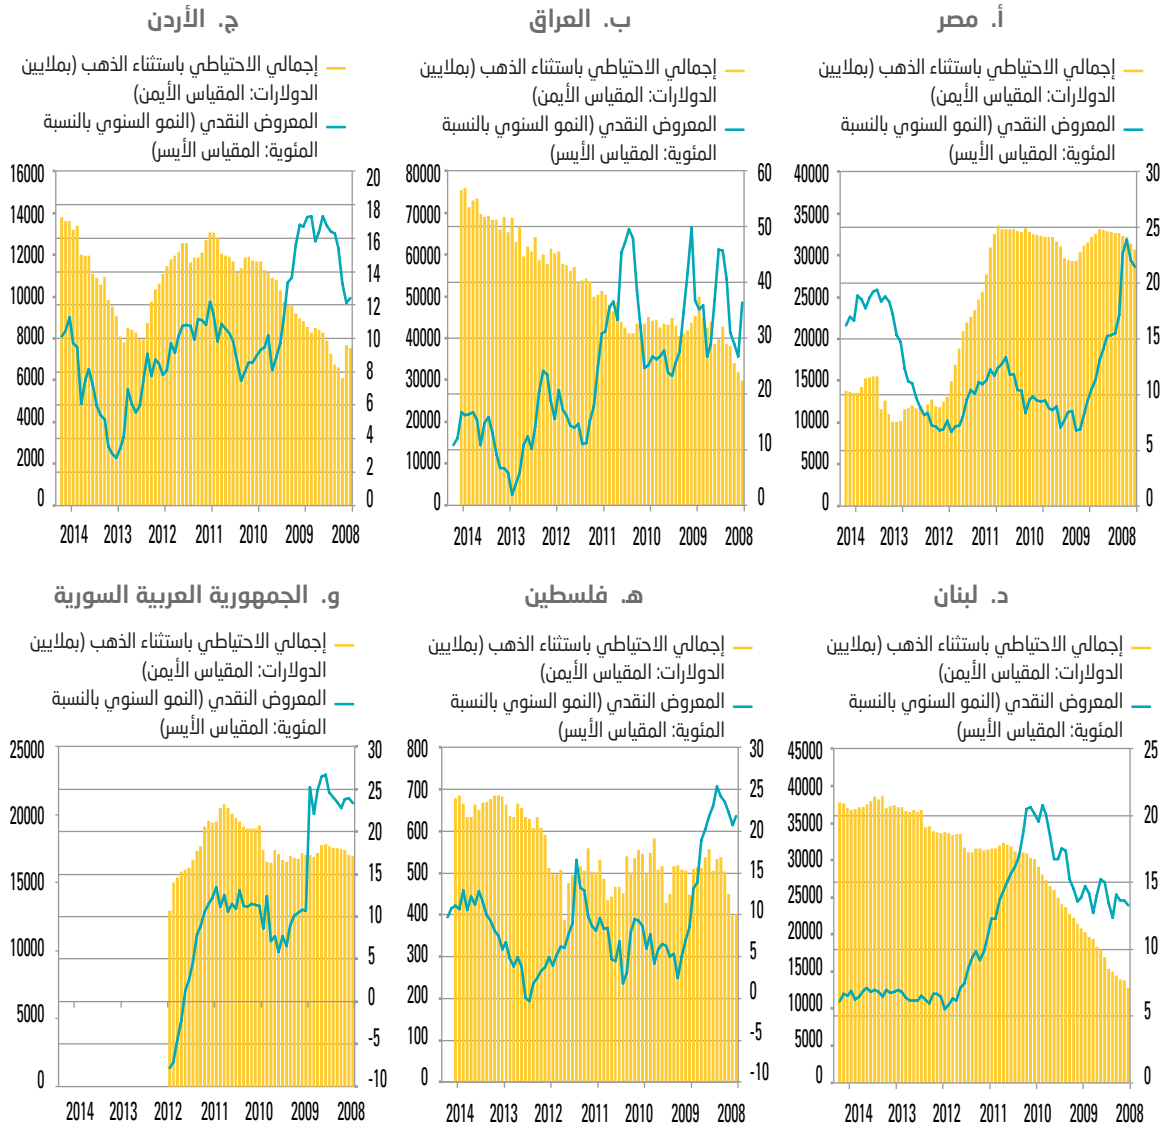 أ. مصر
إجمالي الاحتياطي باستثناء الذهب (بملايين
الدولارات: المقياس الأيمن)
المعروض النقدي (النمو السنوي بالنسبة
المئوية: المقياس الأيسر)
40000
35000
30000
25000
20000
15000
10000
5000
0
30
25
20
15
10
5
0
2014 2013 2012 2011 2010 2009 2008
ب. العراق
إجمالي الاحتياطي باستثناء الذهب (بملايين
الدولارات: المقياس الأيمن)
المعروض النقدي (النمو السنوي بالنسبة
المئوية: المقياس الأيسر)
80000
70000
60000
50000
40000
30000
20000
10000
0
60
50
40
30
20
10
0
2014 2013 2012 2011 2010 2009 2008
ج. الأردن
إجمالي الاحتياطي باستثناء الذهب (بملايين
الدولارات: المقياس الأيمن)
المعروض النقدي (النمو السنوي بالنسبة
المئوية: المقياس الأيسر)
16000
14000
12000
10000
8000
6000
4000
2000
0
20
18
16
14
12
10
8
6
4
2
0
2014 2013 2012 2011 2010 2009 2008
د. لبنان
إجمالي الاحتياطي باستثناء الذهب (بملايين
الدولارات: المقياس الأيمن)
المعروض النقدي (النمو السنوي بالنسبة
المئوية: المقياس الأيسر)
45000
40000
35000
30000
25000
20000
15000
10000
5000
0
25
20
15
10
5
0
2014 2013 2012 2011 2010 2009 2008
هـ. فلسطين
إجمالي الاحتياطي باستثناء الذهب (بملايين
الدولارات: المقياس الأيمن)
المعروض النقدي (النمو السنوي بالنسبة
المئوية: المقياس الأيسر)
800
700
600
500
400
300
200
100
0
30
25
20
15
10
5
0
-5
-10
2014 2013 2012 2011 2010 2009 2008
و. الجمهورية العربية السورية
إجمالي الاحتياطي باستثناء الذهب (بملايين
الدولارات: المقياس الأيمن)
المعروض النقدي (النمو السنوي بالنسبة
المئوية: المقياس الأيسر)
25000
20000
15000
10000
5000
0
30
25
20
15
10
5
0
-5
-10
2014 2013 2012 2011 2010 2009 2008